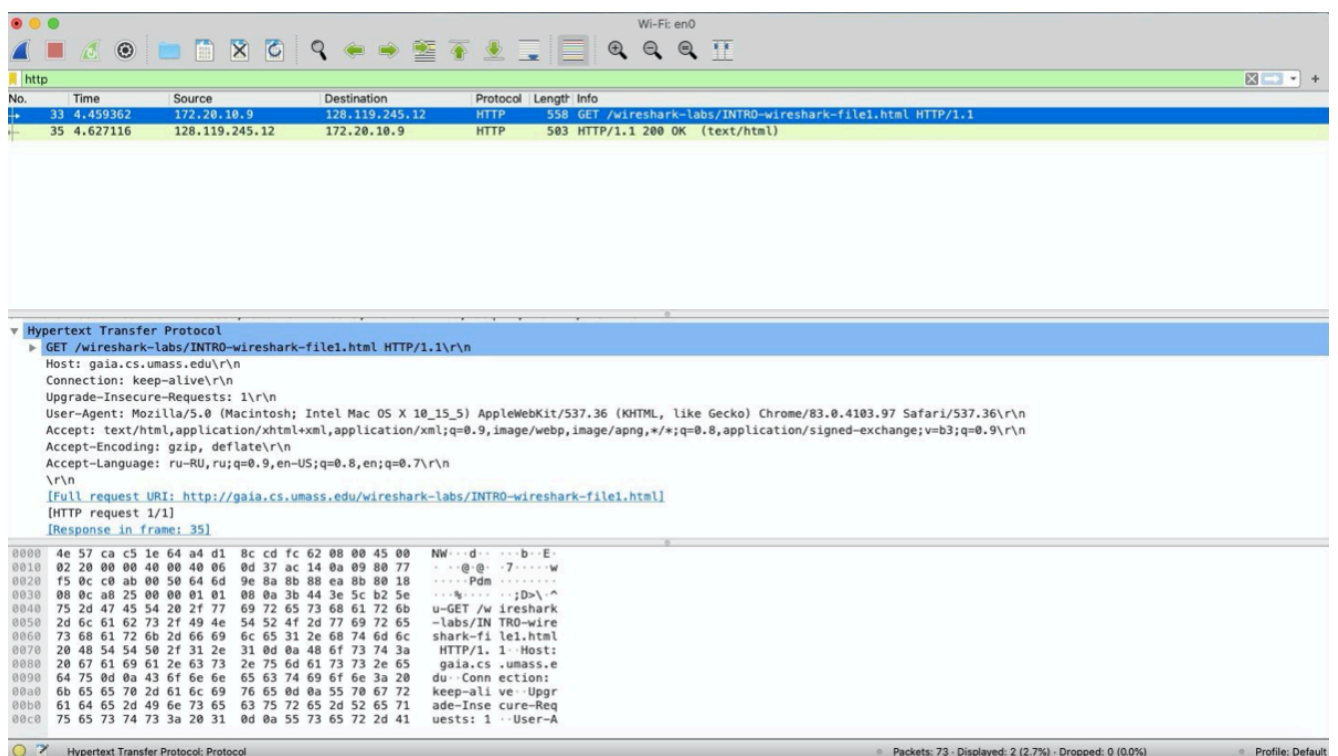 Wi-Fi: en0
http
No. Time Source Destination Protocol Length Info
33 4.459362 172.20.10.9 128.119.245.12 HTTP 558 GET /wireshark-labs/INTRO-wireshark-file1.html HTTP/1.1
35 4.627116 128.119.245.12 172.20.10.9 HTTP 503 HTTP/1.1 200 OK (text/html)
Hypertext Transfer Protocol
GET /wireshark-labs/INTRO-wireshark-file1.html HTTP/1.1\r\n
Host: gaia.cs.umass.edu\r\n
Connection: keep-alive\r\n
Upgrade-Insecure-Requests: 1\r\n
User-Agent: Mozilla/5.0 (Macintosh; Intel Mac OS X 10_15_5) AppleWebKit/537.36 (KHTML, like Gecko) Chrome/83.0.4103.97 Safari/537.36\r\n
Accept: text/html,application/xhtml+xml,application/xml;q=0.9,image/webp,image/apng,*/*;q=0.8,application/signed-exchange;v=b3;q=0.9\r\n
Accept-Encoding: gzip, deflate\r\n
Accept-Language: ru-RU,ru;q=0.9,en-US;q=0.8,en;q=0.7\r\n
\r\n
[Full request URI: http://gaia.cs.umass.edu/wireshark-labs/INTRO-wireshark-file1.html]
[HTTP request 1/1]
[Response in frame: 35]
0000 4e 57 ca c5 1e 64 a4 d1 8c cd fc 62 08 00 45 00 NW···d·· ···b··E·
0010 02 20 00 00 40 00 40 06 0d 37 ac 14 0a 09 80 77 · ··@·@· ·7·····w
0020 f5 0c c0 ab 00 50 64 6d 9e 8a 8b 88 ea 8b 80 18 ·····Pdm ········
0030 08 0c a8 25 00 00 01 01 08 0a 3b 44 3e 5c b2 5e ···%···· ··;D>\·^
0040 75 2d 47 45 54 20 2f 77 69 72 65 73 68 61 72 6b u-GET /w ireshark
0050 2d 6c 61 62 73 2f 49 4e 54 52 4f 2d 77 69 72 65 -labs/IN TRO-wire
0060 73 68 61 72 6b 2d 66 69 6c 65 31 2e 68 74 6d 6c shark-fi le1.html
0070 20 48 54 54 50 2f 31 2e 31 0d 0a 48 6f 73 74 3a HTTP/1. 1··Host:
0080 20 67 61 69 61 2e 63 73 2e 75 6d 61 73 73 2e 65 gaia.cs .umass.e
0090 64 75 0d 0a 43 6f 6e 6e 65 63 74 69 6f 6e 3a 20 du··Conn ection:
00a0 6b 65 65 70 2d 61 6c 69 76 65 0d 0a 55 70 67 72 keep-ali ve··Upgr
00b0 61 64 65 2d 49 6e 73 65 63 75 72 65 2d 52 65 71 ade-Inse cure-Req
00c0 75 65 73 74 73 3a 20 31 0d 0a 55 73 65 72 2d 41 uests: 1 ··User-A
Hypertext Transfer Protocol: Protocol Packets: 73 · Displayed: 2 (2.7%) · Dropped: 0 (0.0%) Profile: Default